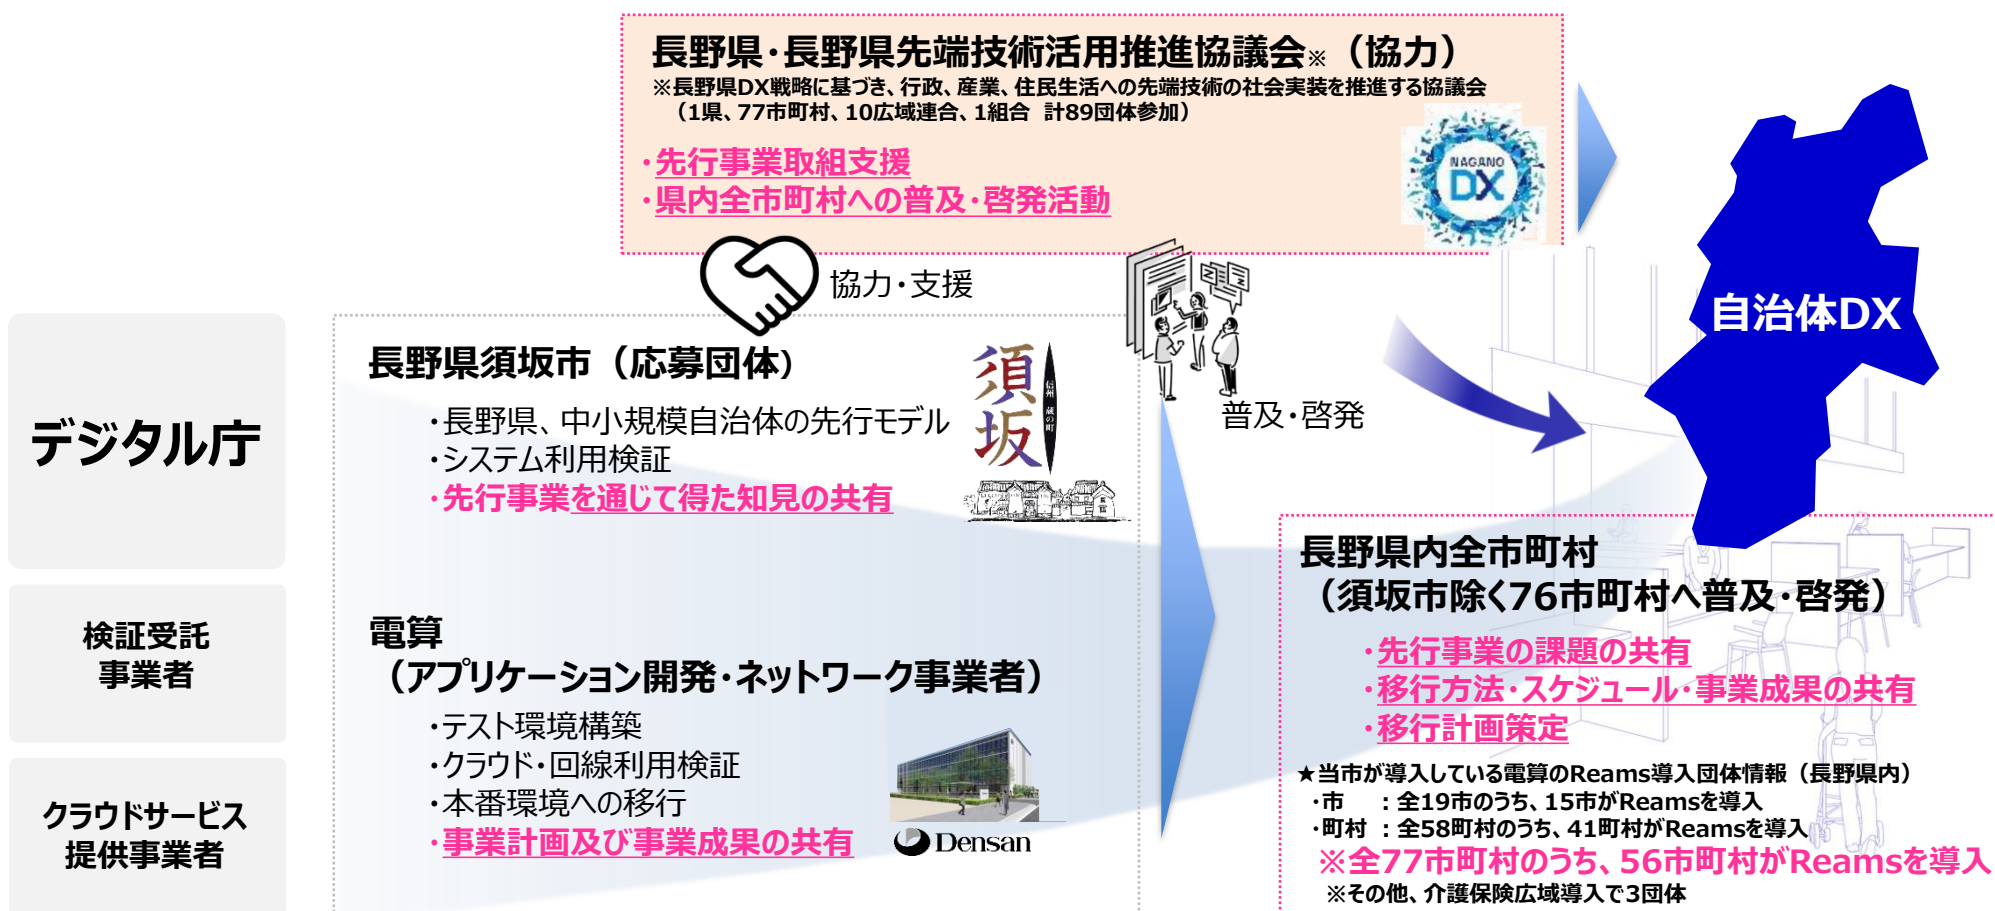 長野県・長野県先端技術活用推進協議会※（協力）
※長野県DX戦略に基づき、行政、産業、住民生活への先端技術の社会実装を推進する協議会
（1県、77市町村、10広域連合、1組合 計89団体参加）
・先行事業取組支援
・県内全市町村への普及・啓発活動
NAGANO
DX
協力・支援
普及・啓発
自治体DX
デジタル庁
検証受託
事業者
クラウドサービス
提供事業者
長野県須坂市（応募団体）
・長野県、中小規模自治体の先行モデル
・システム利用検証
・先行事業を通じて得た知見の共有
須坂
信州 蔵の町
電算
（アプリケーション開発・ネットワーク事業者）
・テスト環境構築
・クラウド・回線利用検証
・本番環境への移行
・事業計画及び事業成果の共有
Densan
長野県内全市町村
（須坂市除く76市町村へ普及・啓発）
・先行事業の課題の共有
・移行方法・スケジュール・事業成果の共有
・移行計画策定
★当市が導入している電算のReams導入団体情報（長野県内）
・市　：全19市のうち、15市がReamsを導入
・町村：全58町村のうち、41町村がReamsを導入
※全77市町村のうち、56市町村がReamsを導入
※その他、介護保険広域導入で3団体